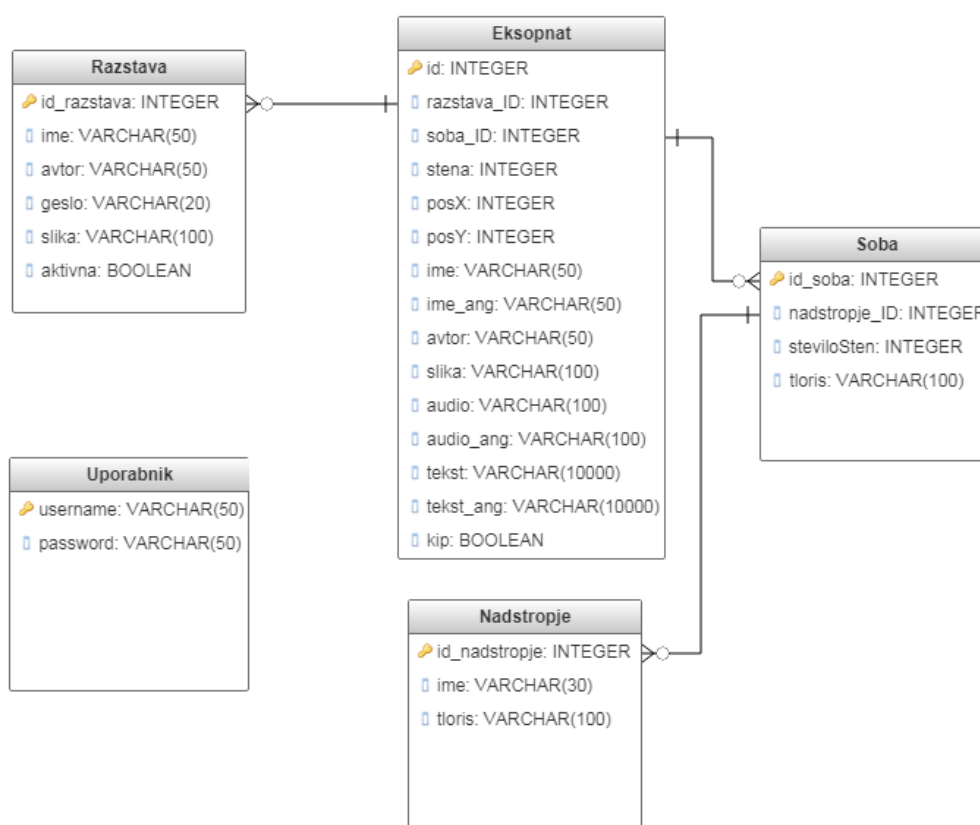 Razstava
id_razstava: INTEGER
ime: VARCHAR(50)
avtor: VARCHAR(50)
geslo: VARCHAR(20)
slika: VARCHAR(100)
aktivna: BOOLEAN
Eksopnat
id: INTEGER
razstava_ID: INTEGER
soba_ID: INTEGER
stena: INTEGER
posX: INTEGER
posY: INTEGER
ime: VARCHAR(50)
ime_ang: VARCHAR(50)
avtor: VARCHAR(50)
slika: VARCHAR(100)
audio: VARCHAR(100)
audio_ang: VARCHAR(100)
tekst: VARCHAR(10000)
tekst_ang: VARCHAR(10000)
kip: BOOLEAN
Soba
id_soba: INTEGER
nadstropje_ID: INTEGER
steviloSten: INTEGER
tloris: VARCHAR(100)
Uporabnik
username: VARCHAR(50)
password: VARCHAR(50)
Nadstropje
id_nadstropje: INTEGER
ime: VARCHAR(30)
tloris: VARCHAR(100)